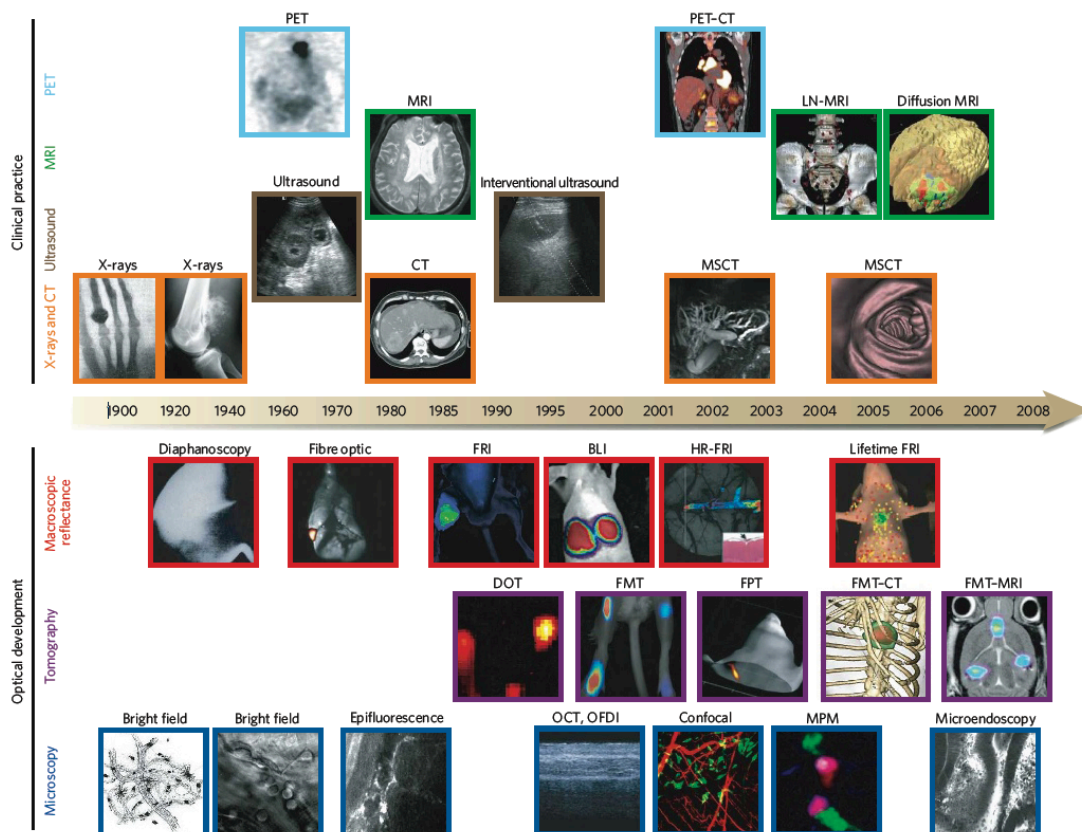 PET
PET–CT
PET
MRI
LN-MRI
Diffusion MRI
MRI
Clinical practice
Ultrasound
Interventional ultrasound
Ultrasound
X-rays
X-rays
CT
MSCT
MSCT
X-rays and CT
1900 1920 1940 1960 1970 1980 1985 1990 1995 2000 2001 2002 2003 2004 2005 2006 2007 2008
Diaphanoscopy
Fibre optic
FRI
BLI
HR-FRI
Lifetime FRI
Macroscopic
reflectance
Optical development
DOT
FMT
FPT
FMT–CT
FMT–MRI
Tomography
Bright field
Bright field
Epifluorescence
OCT, OFDI
Confocal
MPM
Microendoscopy
Microscopy